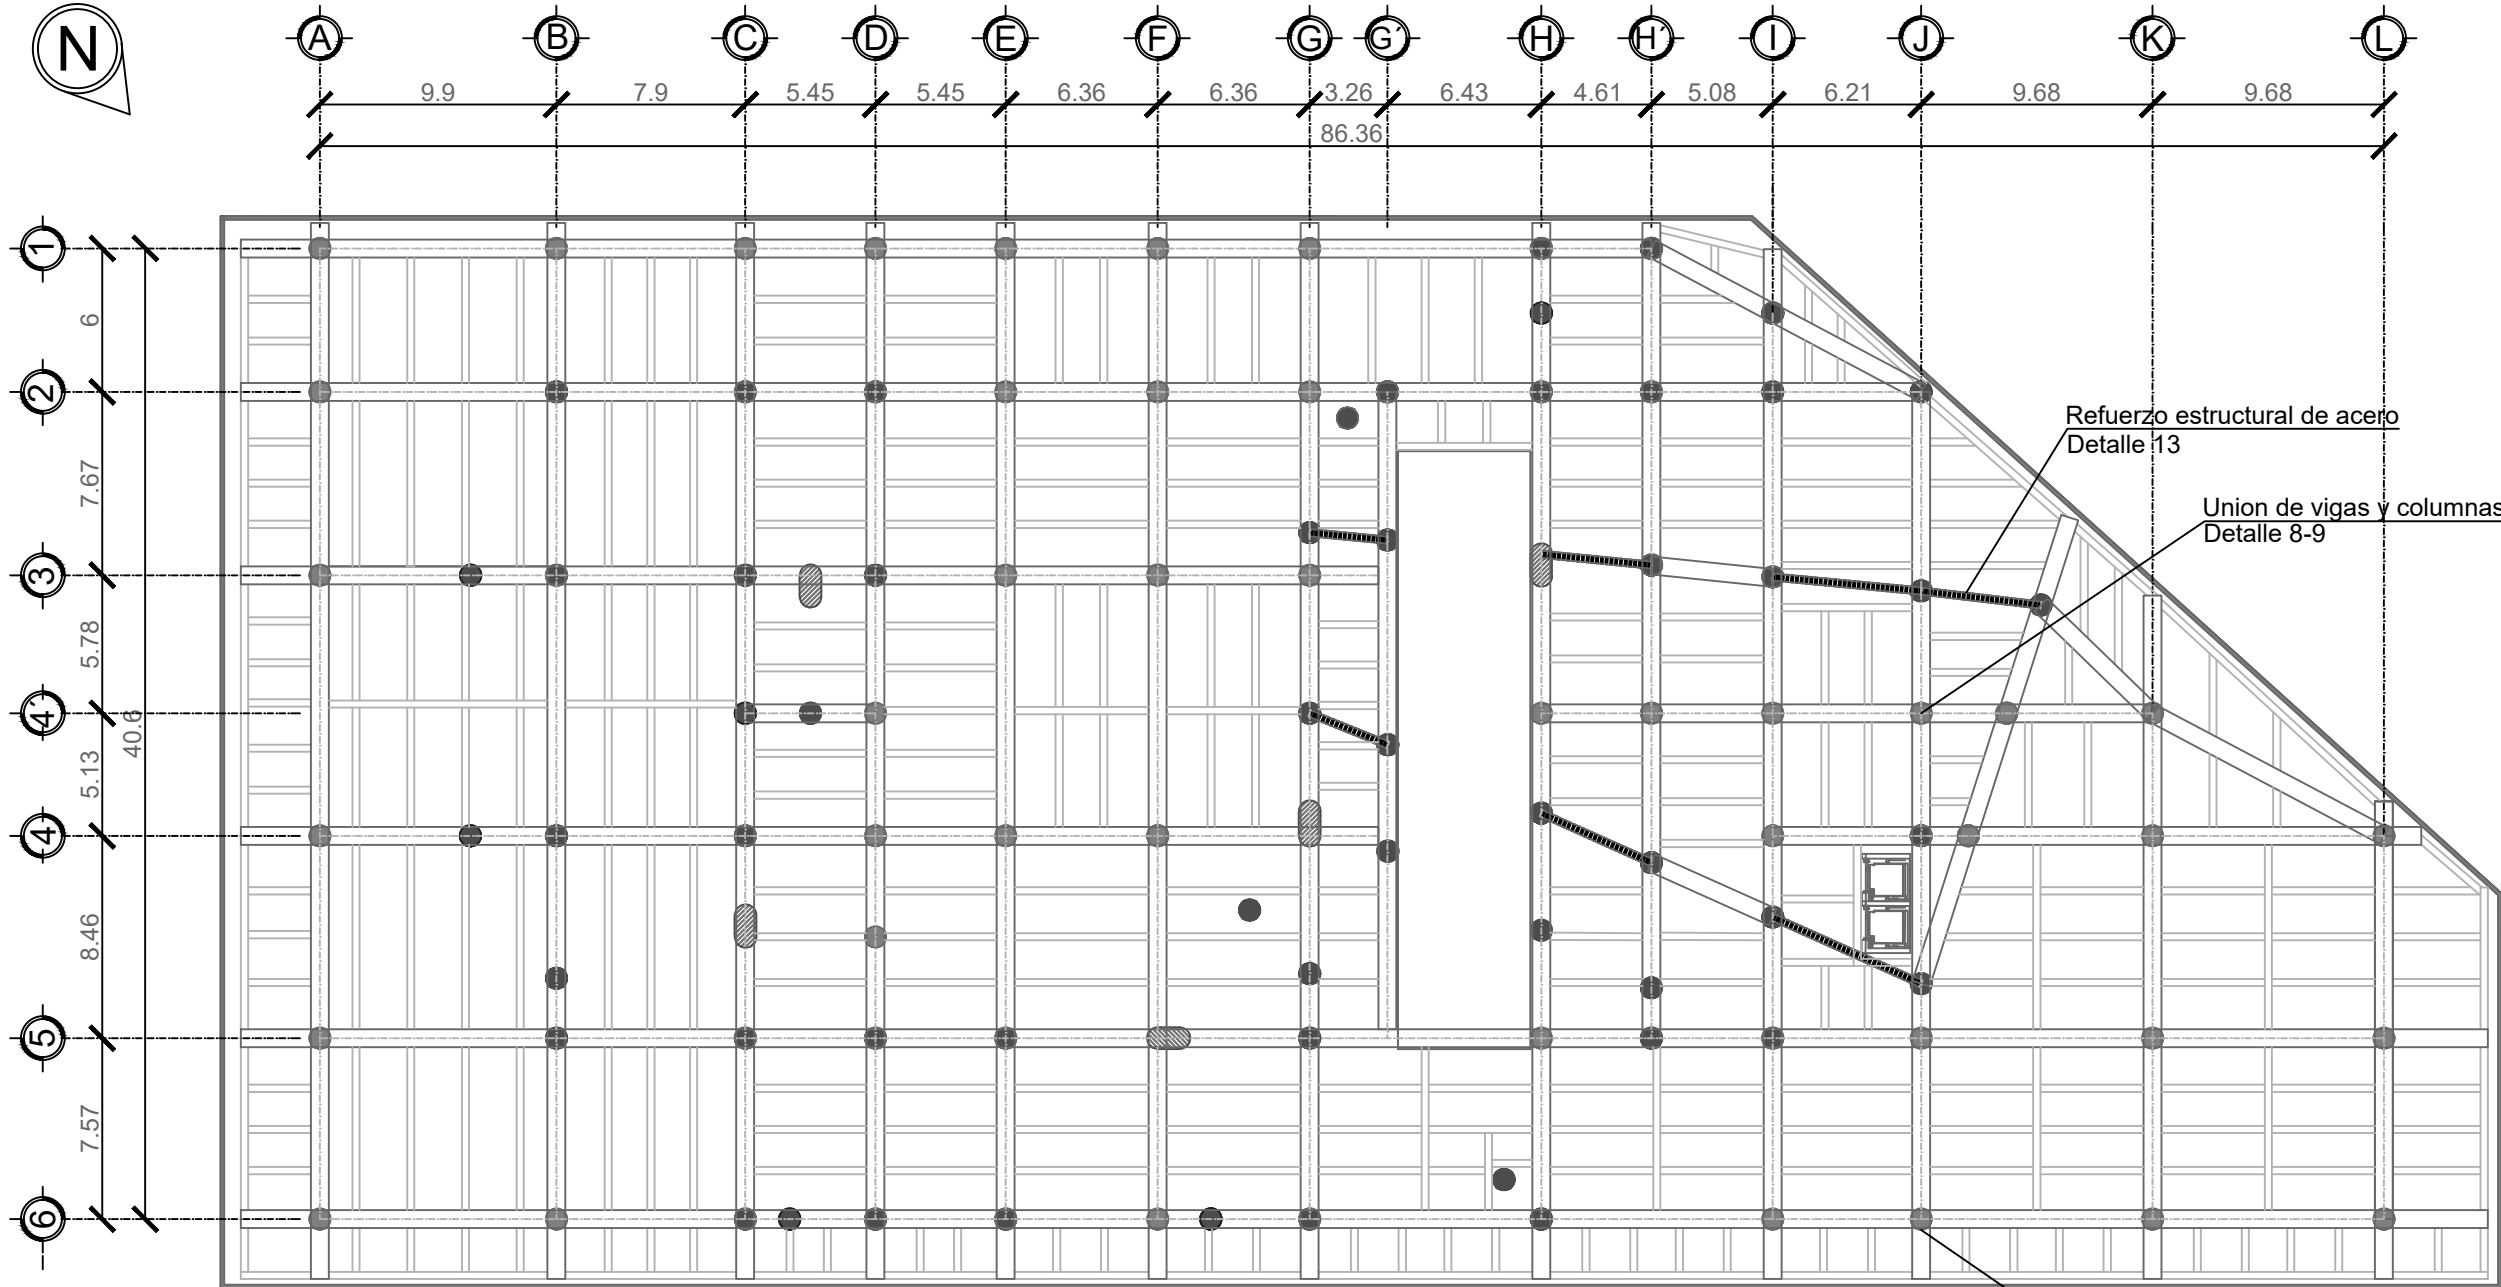 N
A B C D E F G G´ H H´ I J K L
9.9 7.9 5.45 5.45 6.36 6.36 3.26 6.43 4.61 5.08 6.21 9.68 9.68
86.36
1
6
2
7.67
3
5.78
4´
5.13
40.6
4
8.46
5
7.57
6
Refuerzo estructural de acero
Detalle 13
Union de vigas y columnas
Detalle 8-9